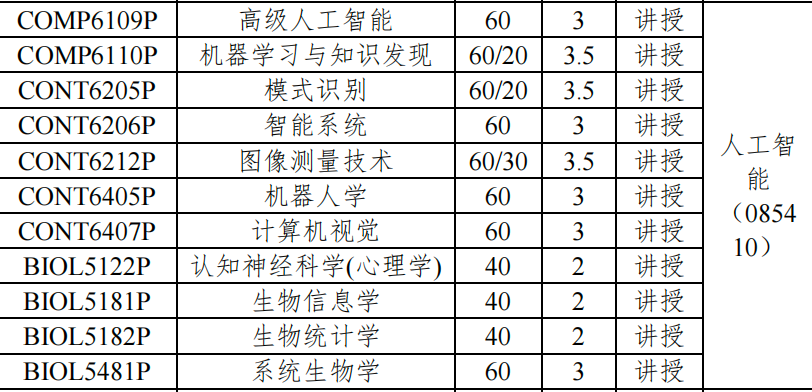 COMP6109P 高级人工智能 60 3 讲授
COMP6110P 机器学习与知识发现 60/20 3.5 讲授
CONT6205P 模式识别 60/20 3.5 讲授
CONT6206P 智能系统 60 3 讲授
CONT6212P 图像测量技术 60/30 3.5 讲授
CONT6405P 机器人学 60 3 讲授
CONT6407P 计算机视觉 60 3 讲授
BIOL5122P 认知神经科学(心理学) 40 2 讲授
BIOL5181P 生物信息学 40 2 讲授
BIOL5182P 生物统计学 40 2 讲授
BIOL5481P 系统生物学 60 3 讲授
人工智
能
（0854
10）